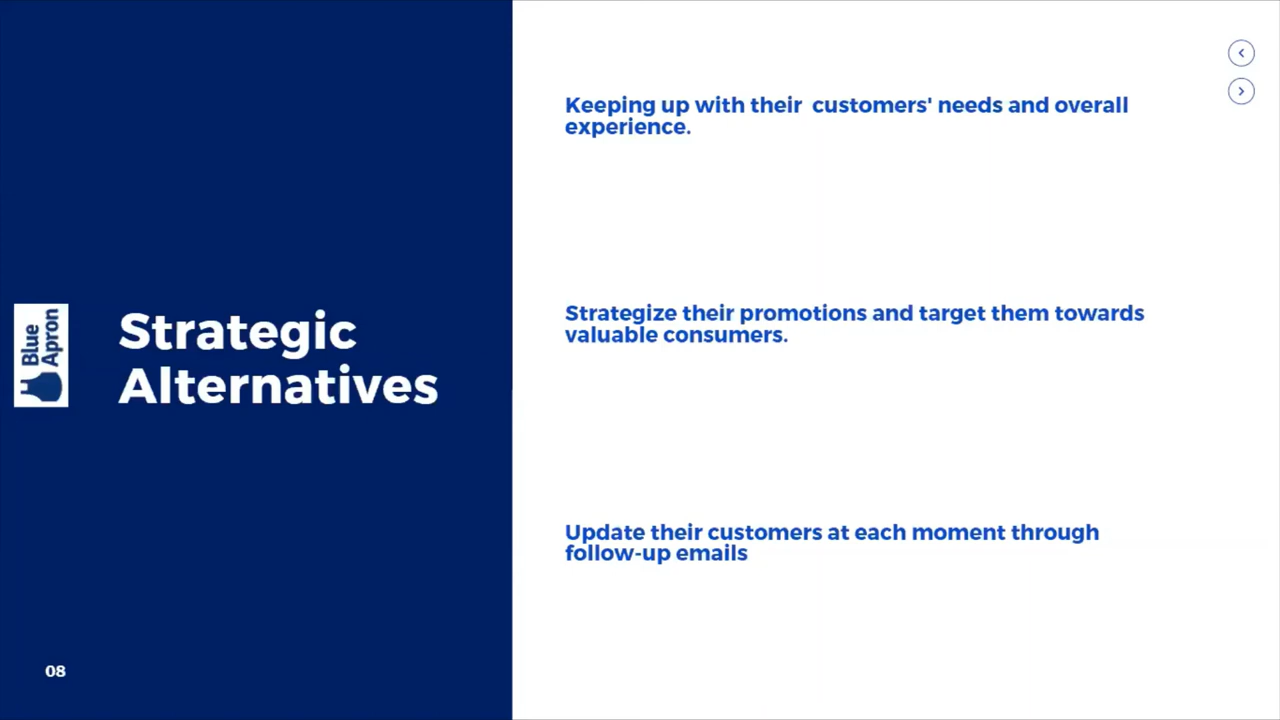 Blue
Apron
Strategic
Alternatives
08
Keeping up with their customers' needs and overall
experience.
Strategize their promotions and target them towards
valuable consumers.
Update their customers at each moment through
follow-up emails